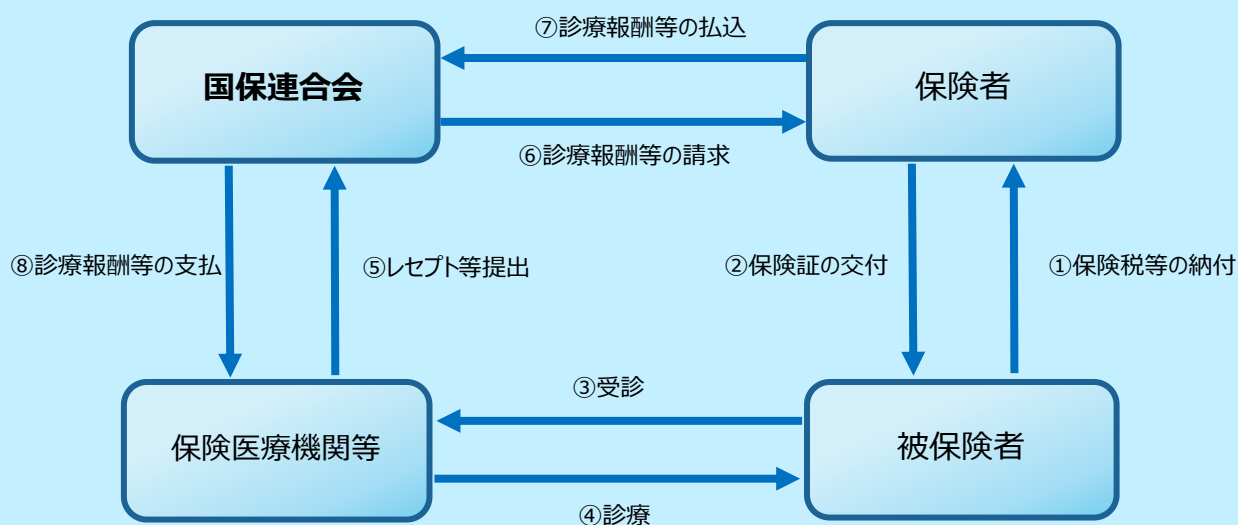 ⑦診療報酬等の払込
国保連合会
保険者
⑥診療報酬等の請求
⑧診療報酬等の支払
⑤レセプト等提出
②保険証の交付
①保険税等の納付
③受診
保険医療機関等
被保険者
④診療